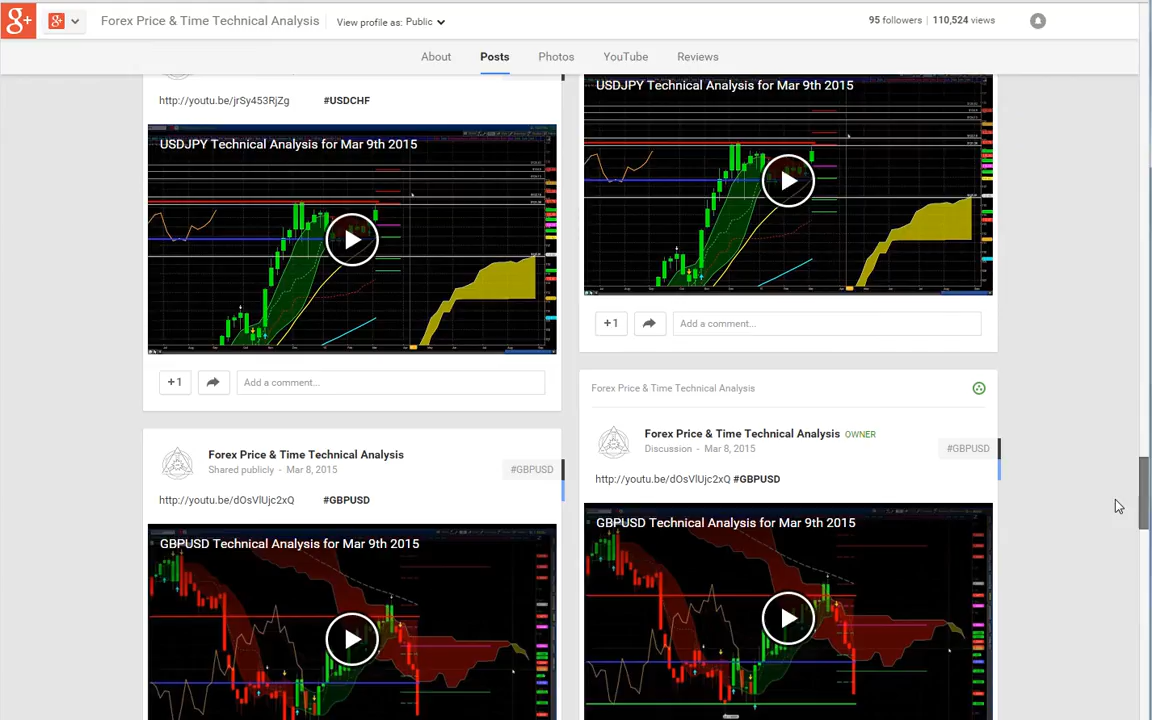 g+
g+
Forex Price & Time Technical Analysis
View profile as: Public
95 followers | 110,524 views
About
Posts
Photos
YouTube
Reviews
http://youtu.be/jrSy453RjZg #USDCHF
USDJPY Technical Analysis for Mar 9th 2015
+1
Add a comment...
Forex Price & Time Technical Analysis
Shared publicly - Mar 8, 2015
#GBPUSD
http://youtu.be/dOsVlUjc2xQ #GBPUSD
GBPUSD Technical Analysis for Mar 9th 2015
USDJPY Technical Analysis for Mar 9th 2015
+1
Add a comment...
Forex Price & Time Technical Analysis
Forex Price & Time Technical Analysis OWNER
Discussion - Mar 8, 2015
#GBPUSD
http://youtu.be/dOsVlUjc2xQ #GBPUSD
GBPUSD Technical Analysis for Mar 9th 2015